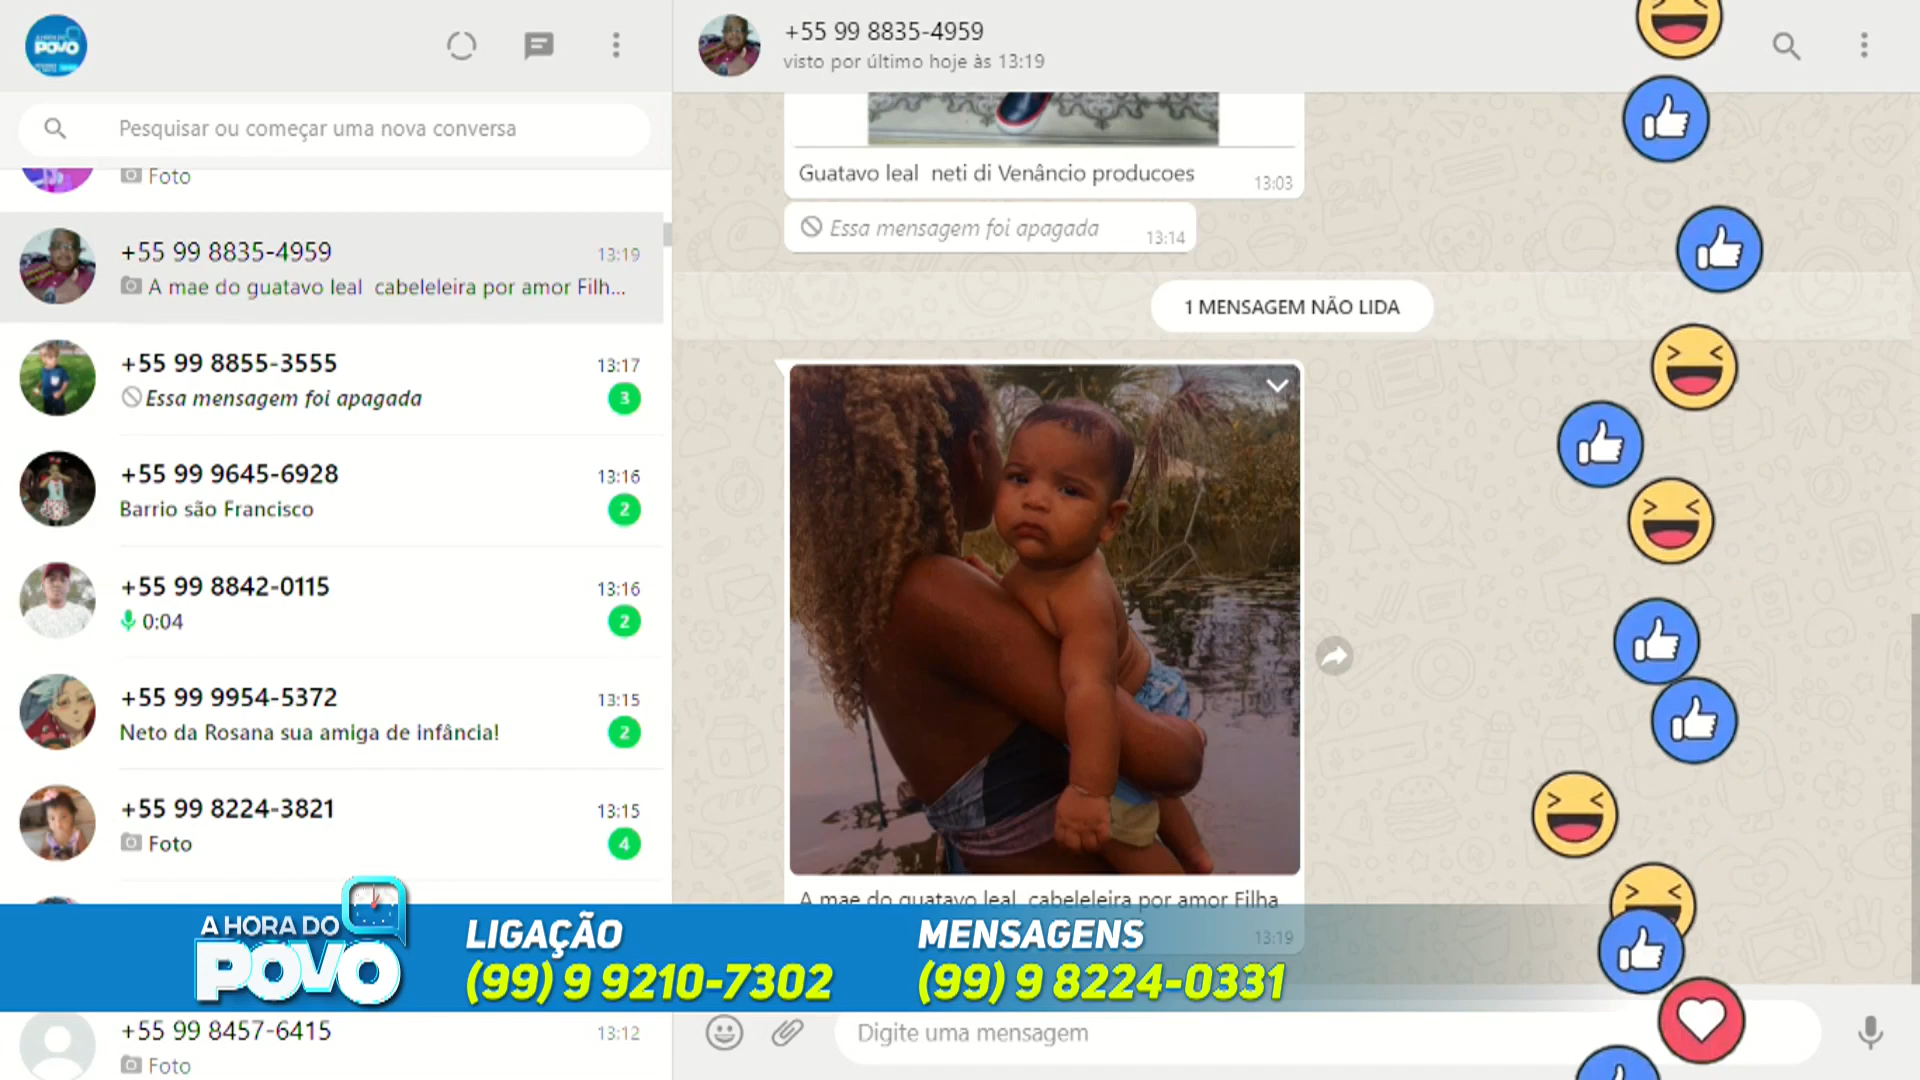 A HORA DO
POVO
Pesquisar ou começar uma nova conversa
Foto
+55 99 8835-4959
13:19
A mae do guatavo leal cabeleleira por amor Filh...
+55 99 8855-3555
13:17
Essa mensagem foi apagada
3
+55 99 9645-6928
13:16
Barrio são Francisco
2
+55 99 8842-0115
13:16
0:04
2
+55 99 9954-5372
13:15
Neto da Rosana sua amiga de infância!
2
+55 99 8224-3821
13:15
Foto
4
+55 99 8457-6415
13:12
Foto
+55 99 8835-4959
visto por último hoje às 13:19
Guatavo leal neti di Venâncio producoes
13:03
Essa mensagem foi apagada
13:14
1 MENSAGEM NÃO LIDA
A mae do guatavo leal cabeleleira por amor Filha
13:19
Digite uma mensagem
A HORA DO
POVO
LIGAÇÃO
(99) 9 9210-7302
MENSAGENS
(99) 9 8224-0331